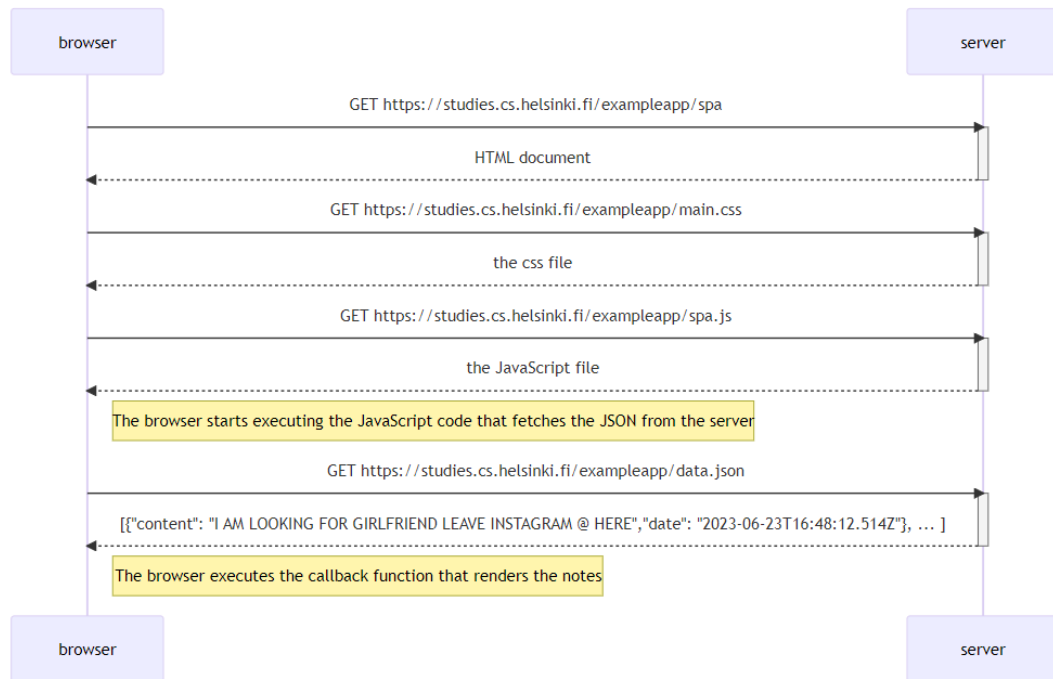 browser
server
GET https://studies.cs.helsinki.fi/exampleapp/spa
HTML document
GET https://studies.cs.helsinki.fi/exampleapp/main.css
the css file
GET https://studies.cs.helsinki.fi/exampleapp/spa.js
the JavaScript file
The browser starts executing the JavaScript code that fetches the JSON from the server
GET https://studies.cs.helsinki.fi/exampleapp/data.json
[{"content": "I AM LOOKING FOR GIRLFRIEND LEAVE INSTAGRAM @ HERE","date": "2023-06-23T16:48:12.514Z"}, ... ]
The browser executes the callback function that renders the notes
browser
server